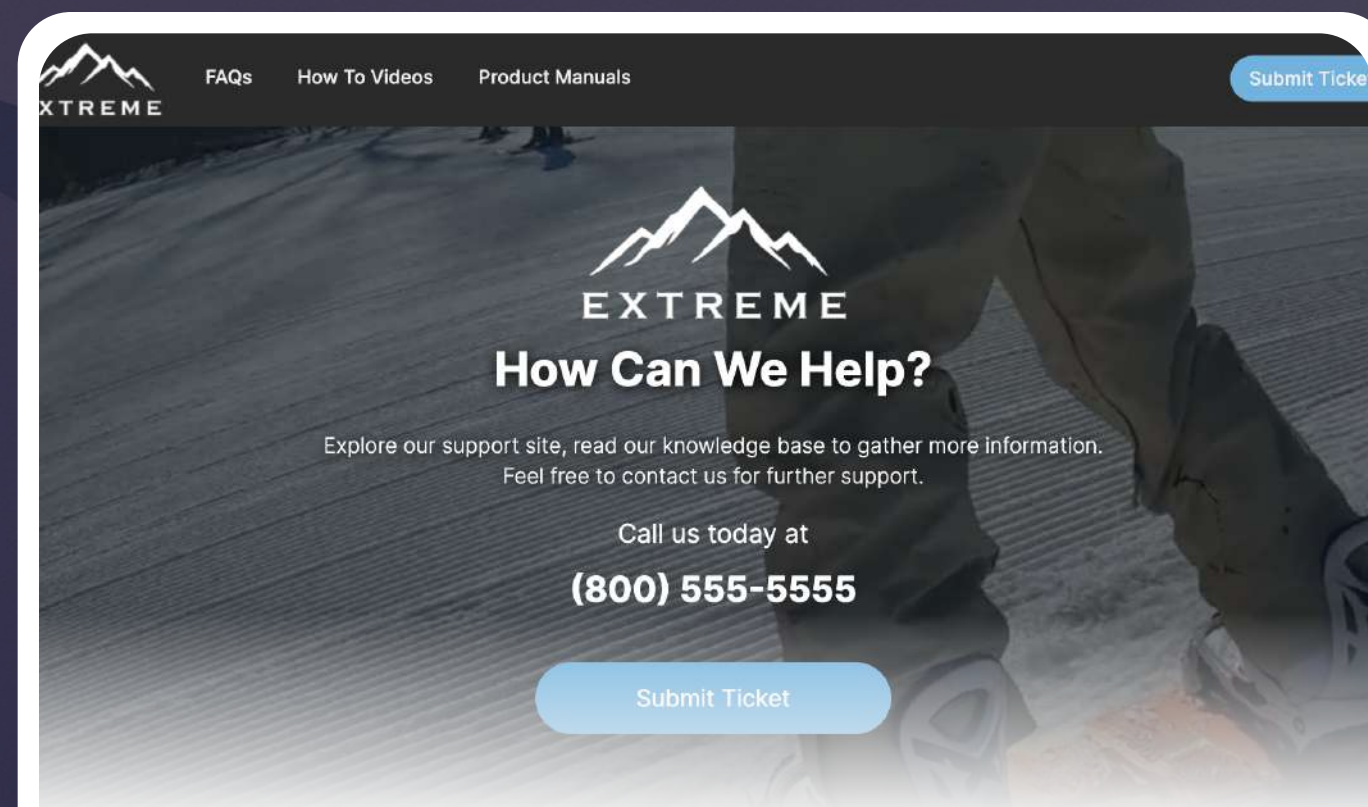 XTREME
FAQs
How To Videos
Product Manuals
Submit Ticke
EXTREME
How Can We Help?
Explore our support site, read our knowledge base to gather more information.
Feel free to contact us for further support.
Call us today at
(800) 555-5555
Submit Ticket